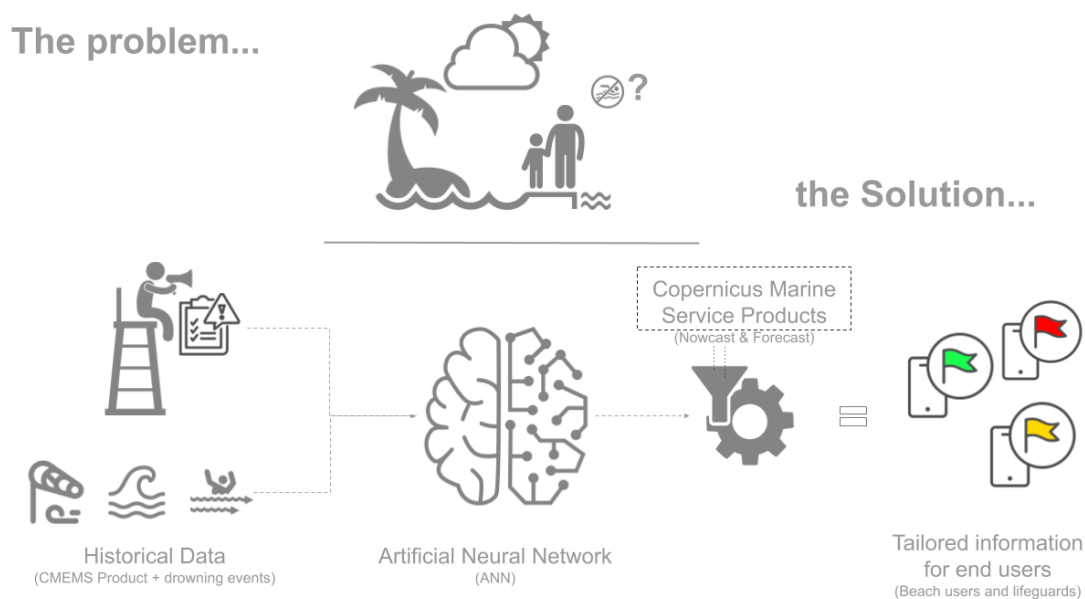 The problem...
?
the Solution...
Copernicus Marine
Service Products
(Nowcast & Forecast)
Historical Data
(CMEMS Product + drowning events)
Artificial Neural Network
(ANN)
Tailored information
for end users
(Beach users and lifeguards)